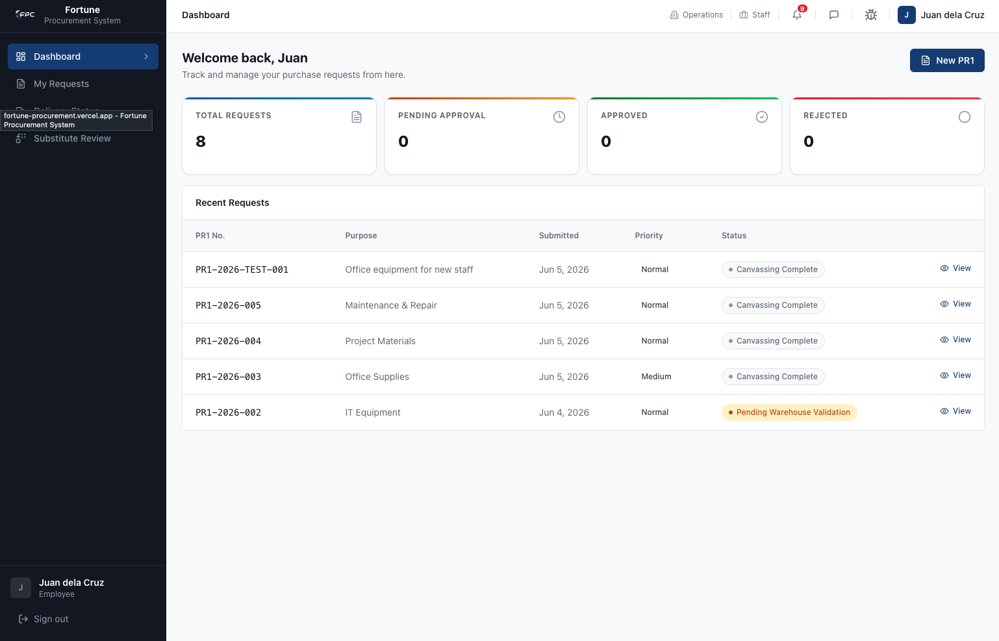 FPC
Fortune
Procurement System
Dashboard
Operations
Staff
9
J
Juan dela Cruz
Dashboard
My Requests
Delivery Status
fortune-procurement.vercel.app - Fortune
Procurement System
Substitute Review
Welcome back, Juan
Track and manage your purchase requests from here.
New PR1
TOTAL REQUESTS
8
PENDING APPROVAL
0
APPROVED
0
REJECTED
0
Recent Requests
PR1 No. Purpose Submitted Priority Status
PR1-2026-TEST-001 Office equipment for new staff Jun 5, 2026 Normal Canvassing Complete View
PR1-2026-005 Maintenance & Repair Jun 5, 2026 Normal Canvassing Complete View
PR1-2026-004 Project Materials Jun 5, 2026 Normal Canvassing Complete View
PR1-2026-003 Office Supplies Jun 5, 2026 Medium Canvassing Complete View
PR1-2026-002 IT Equipment Jun 4, 2026 Normal Pending Warehouse Validation View
J
Juan dela Cruz
Employee
Sign out